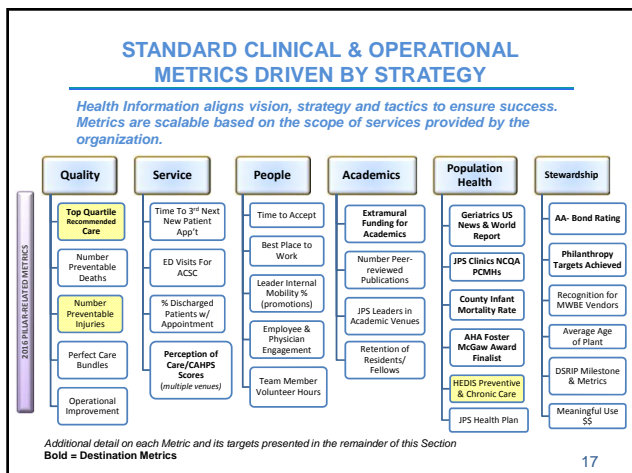 STANDARD CLINICAL & OPERATIONAL
METRICS DRIVEN BY STRATEGY
Health Information aligns vision, strategy and tactics to ensure success.
Metrics are scalable based on the scope of services provided by the
organization.
2016 PILLAR-RELATED METRICS
Quality
Top Quartile
Recommended
Care
Number
Preventable
Deaths
Number
Preventable
Injuries
Perfect Care
Bundles
Operational
Improvement
Service
Time To 3rd Next
New Patient
App't
ED Visits For
ACSC
% Discharged
Patients w/
Appointment
Perception of
Care/CAHPS
Scores
(multiple venues)
People
Time to Accept
Best Place to
Work
Leader Internal
Mobility %
(promotions)
Employee &
Physician
Engagement
Team Member
Volunteer Hours
Academics
Extramural
Funding for
Academics
Number Peer-
reviewed
Publications
JPS Leaders in
Academic Venues
Retention of
Residents/
Fellows
Population
Health
Geriatrics US
News & World
Report
JPS Clinics NCQA
PCMHs
County Infant
Mortality Rate
AHA Foster
McGaw Award
Finalist
HEDIS Preventive
& Chronic Care
JPS Health Plan
Stewardship
AA- Bond Rating
Philanthropy
Targets Achieved
Recognition for
MWBE Vendors
Average Age
of Plant
DSRIP Milestone
& Metrics
Meaningful Use
$$
Additional detail on each Metric and its targets presented in the remainder of this Section
Bold = Destination Metrics
17